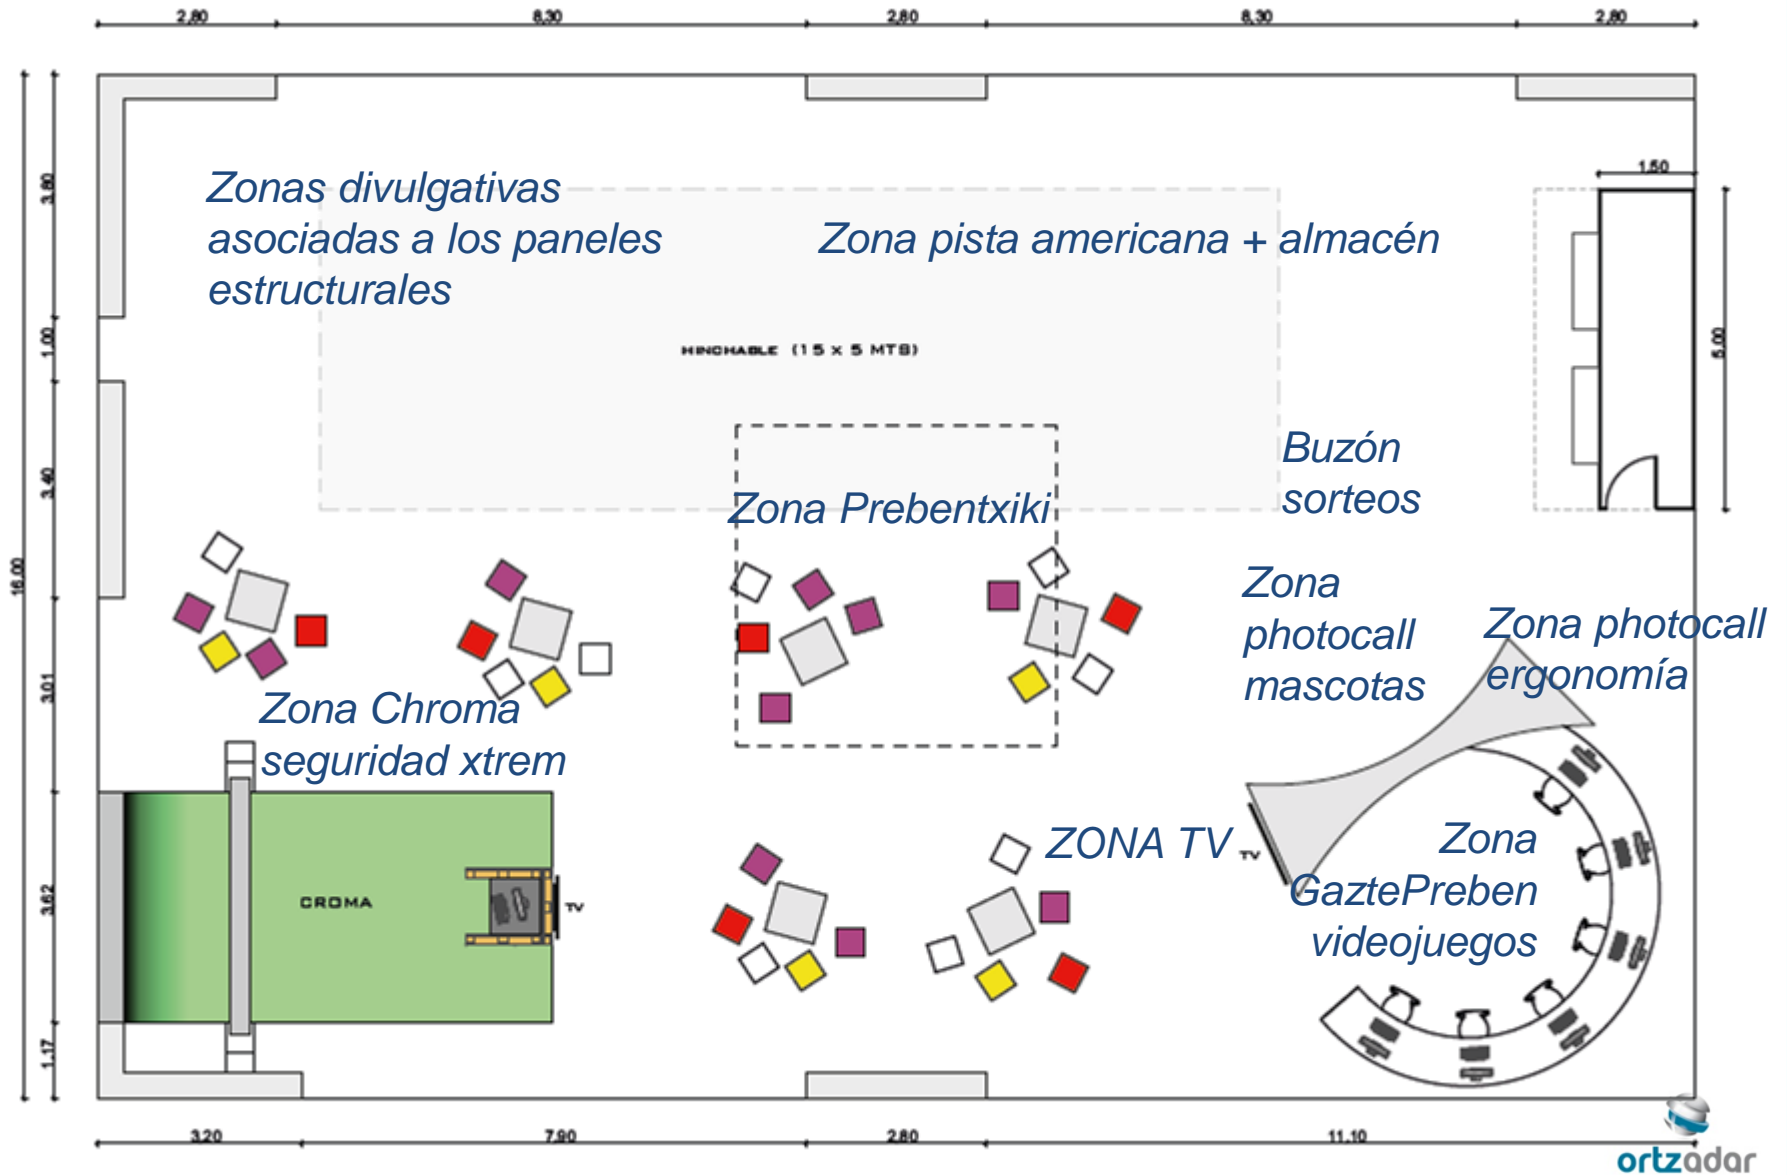 2,80
8,30
2,80
8,30
2,80
Zonas divulgativas
asociadas a los paneles
estructurales
Zona pista americana + almacén
1,50
3,80
1,00
3,40
16,00
3,01
3,62
1,17
5,00
HINCHABLE (15 x 5 MTS)
Buzón
sorteos
Zona Prebentxiki
Zona
photocall
mascotas
Zona photocall
ergonomía
Zona Chroma
seguridad xtrem
CROMA
TV
ZONA TV
TV
Zona
GaztePreben
videojuegos
3,20
7,90
2,80
11,10
ortzadar